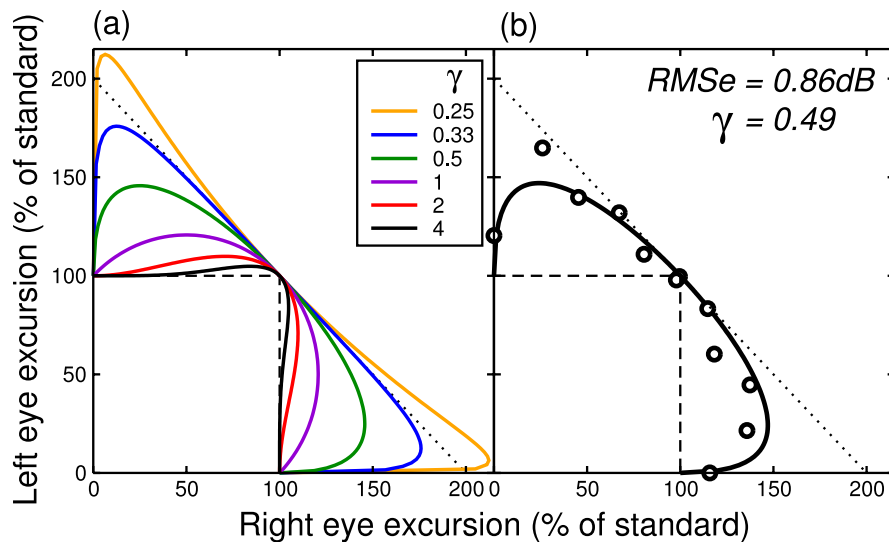 (a)
(b)
Left eye excursion (% of standard)
200
150
100
50
0
γ
0.25
0.33
0.5
1
2
4
RMSe = 0.86dB
γ = 0.49
0 50 100 150 200
0 50 100 150 200
Right eye excursion (% of standard)